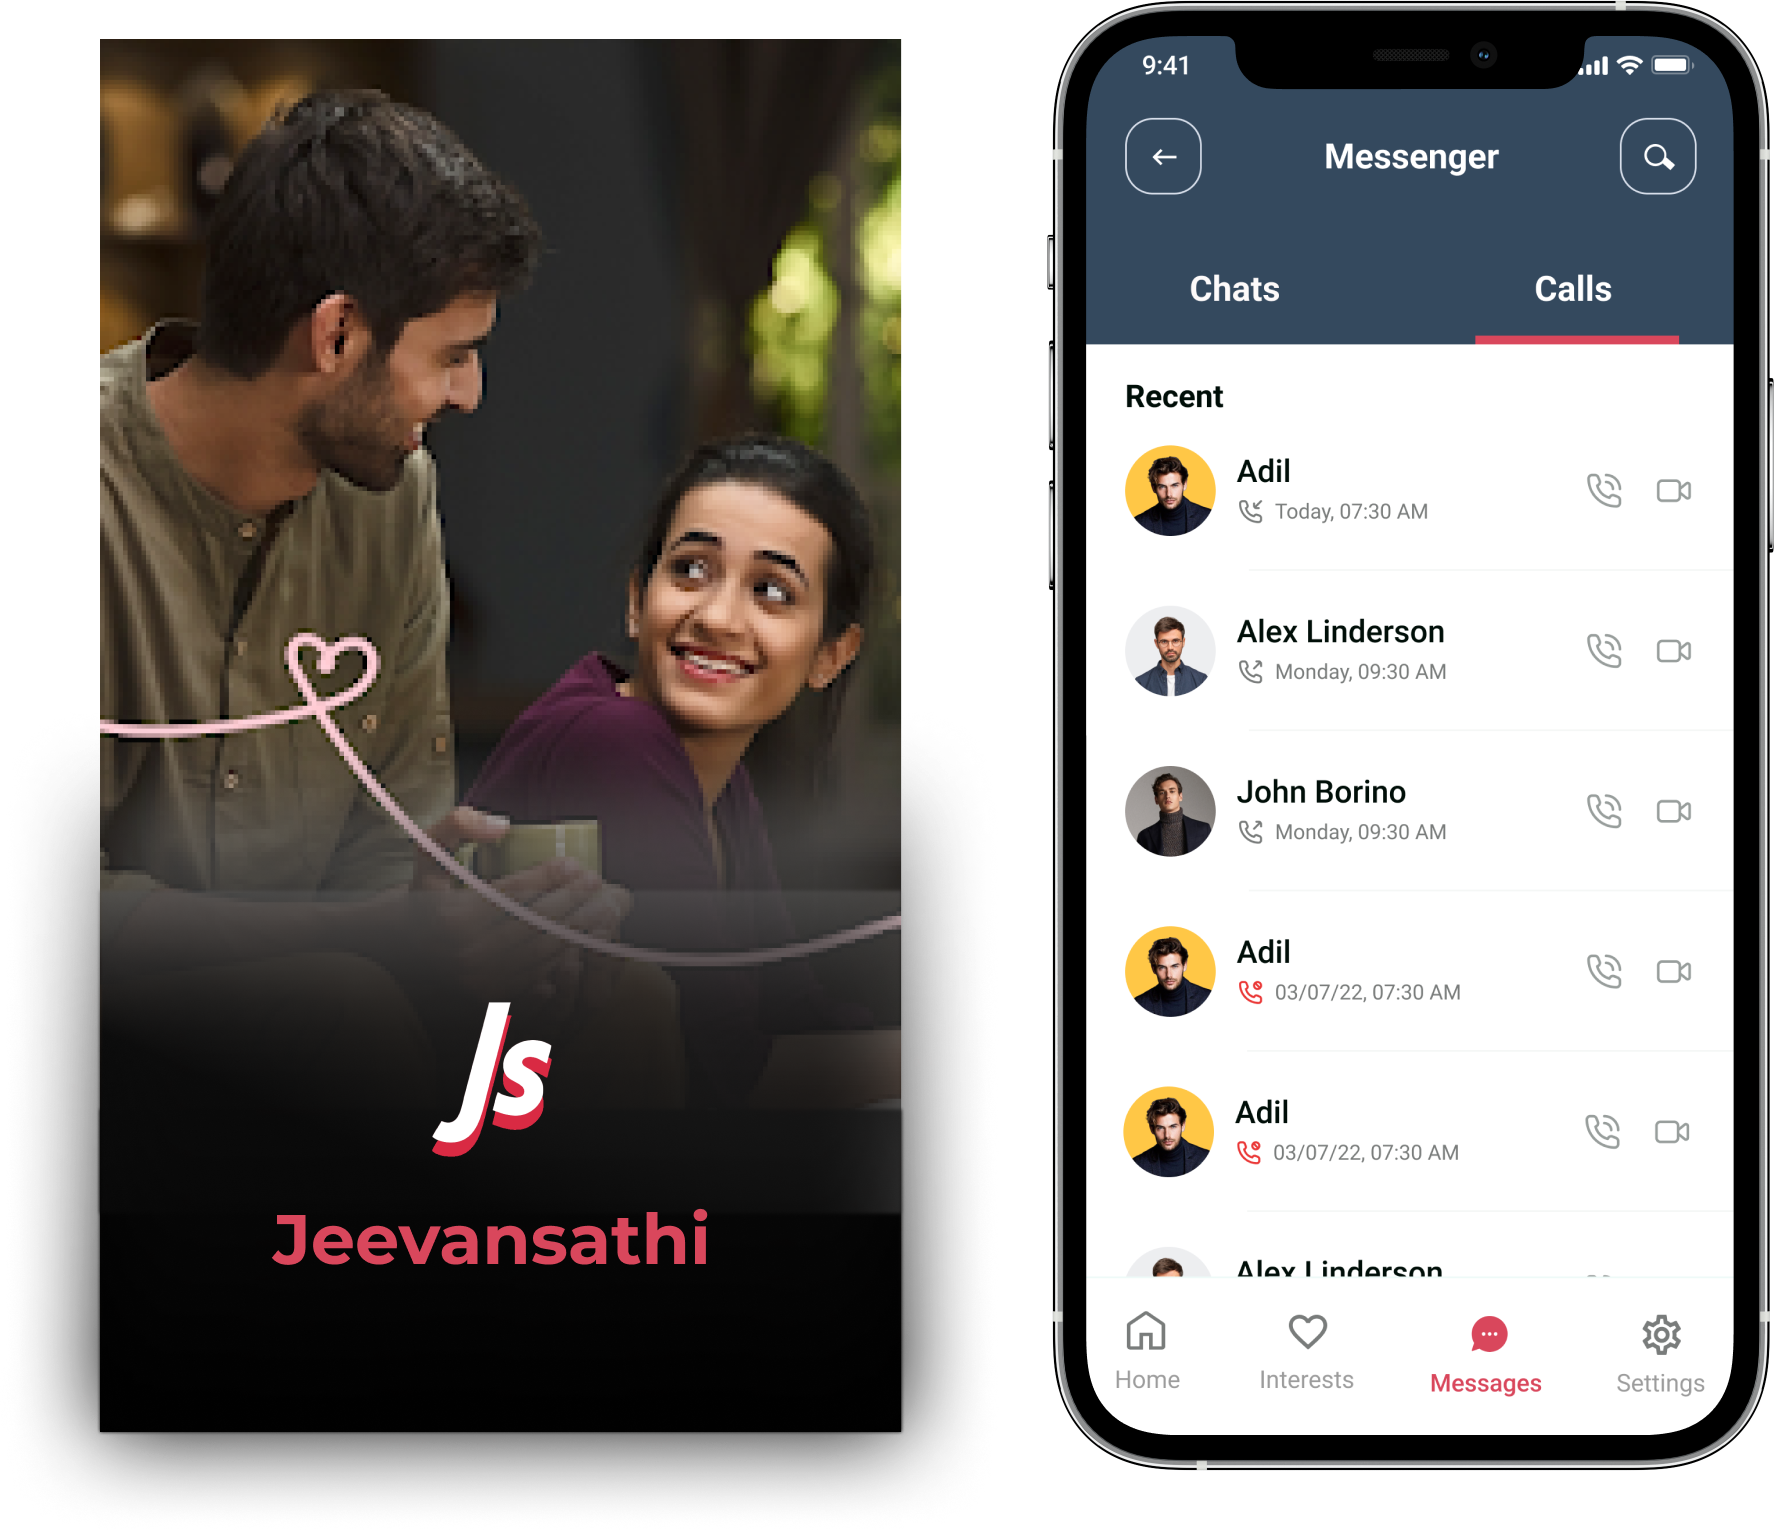 Js
Jeevansathi
9:41
Messenger
Chats
Calls
Recent
Adil
Today, 07:30 AM
Alex Linderson
Monday, 09:30 AM
John Borino
Monday, 09:30 AM
Adil
03/07/22, 07:30 AM
Adil
03/07/22, 07:30 AM
Alex Linderson
Home
Interests
Messages
Settings